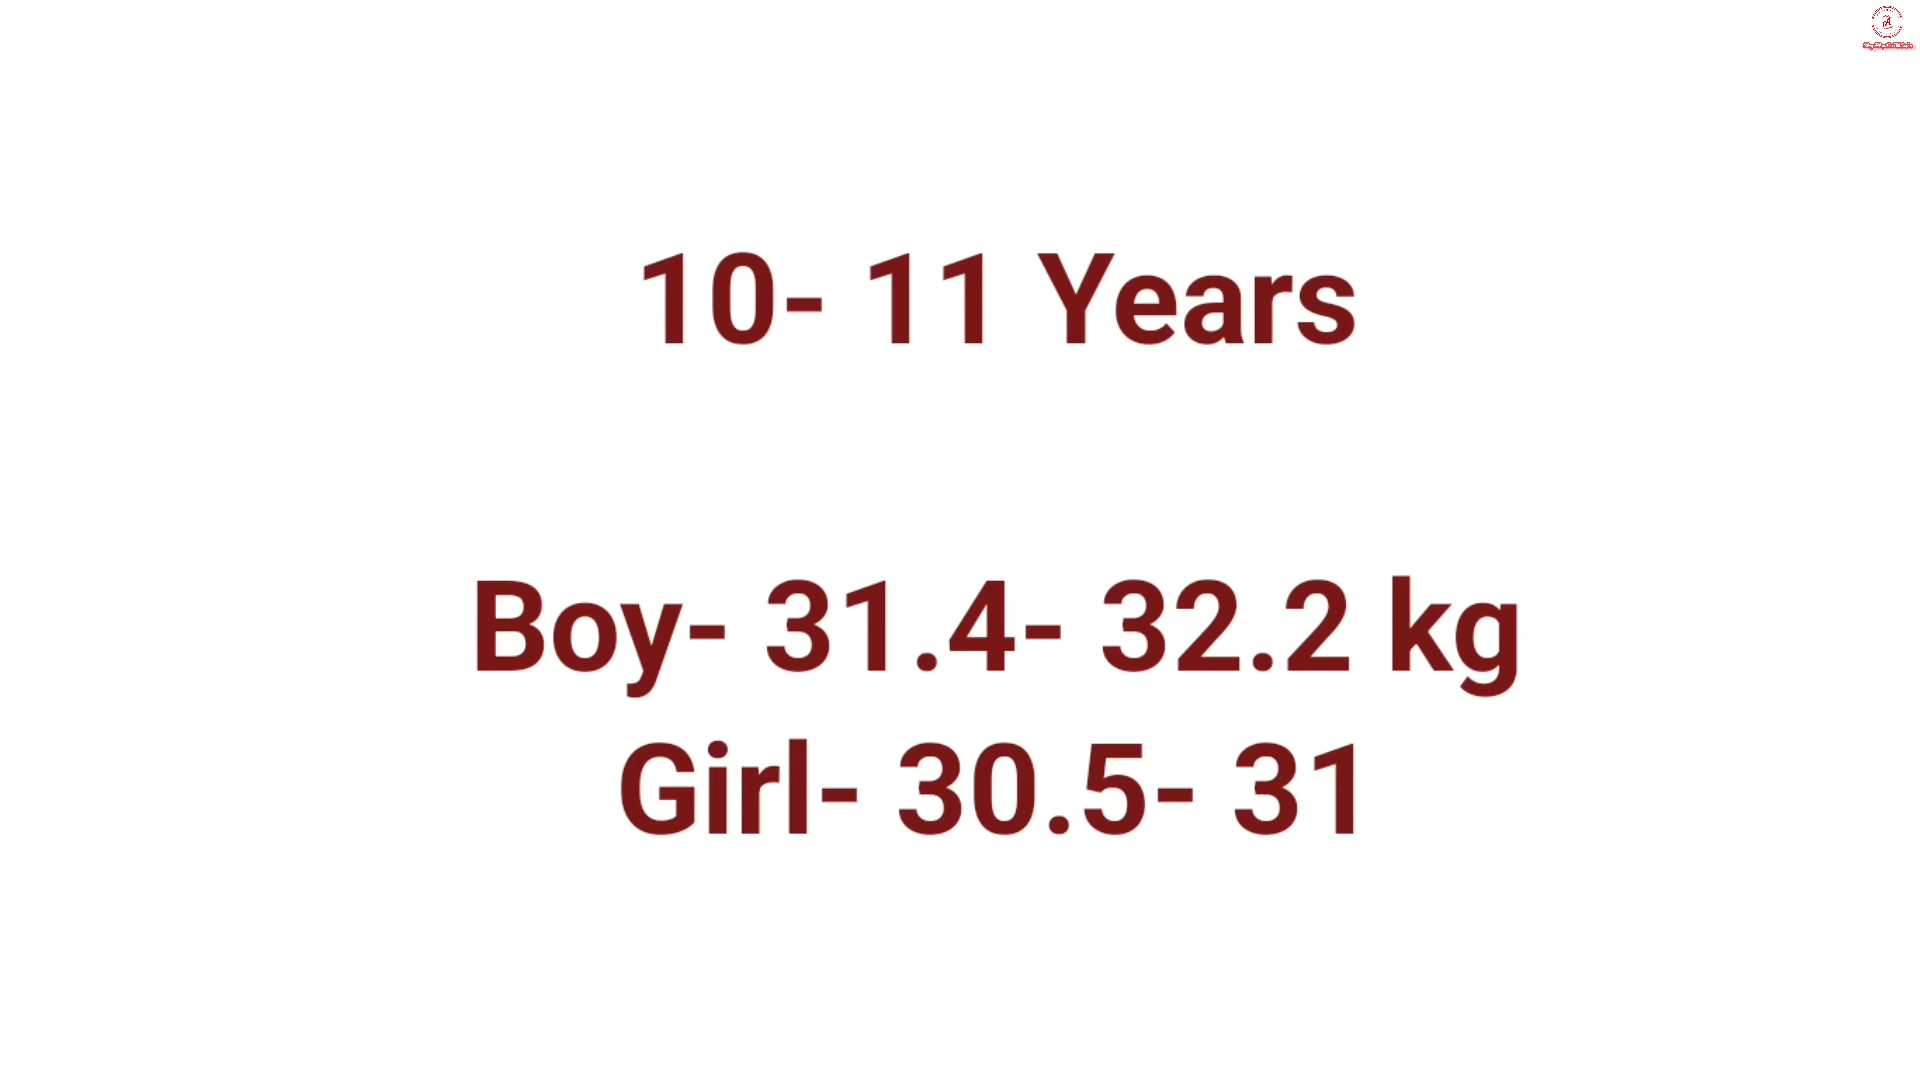 10- 11 Years
Boy- 31.4- 32.2 kg
Girl- 30.5- 31